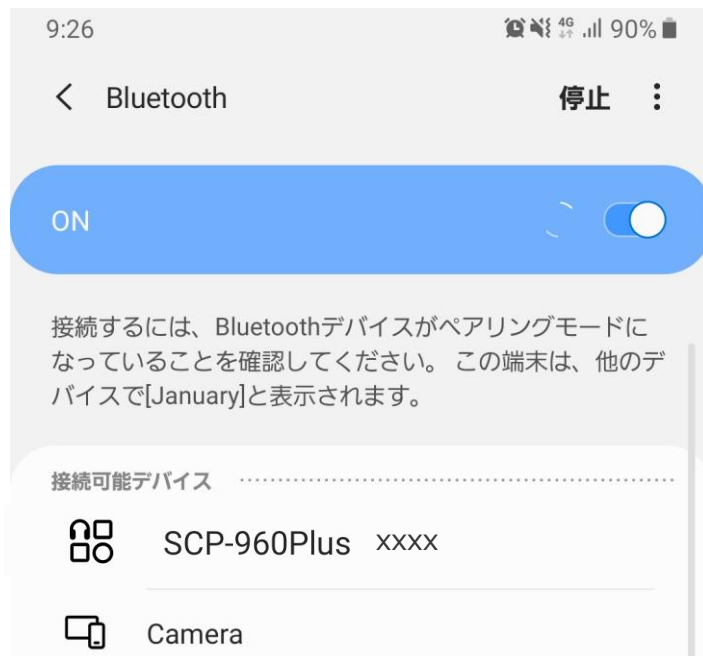 9:26 4G 90%
Bluetooth 停止
ON
接続するには、Bluetoothデバイスがペアリングモードに
なっていることを確認してください。 この端末は、他のデ
バイスで[January]と表示されます。
接続可能デバイス
SCP-960Plus xxxx
Camera